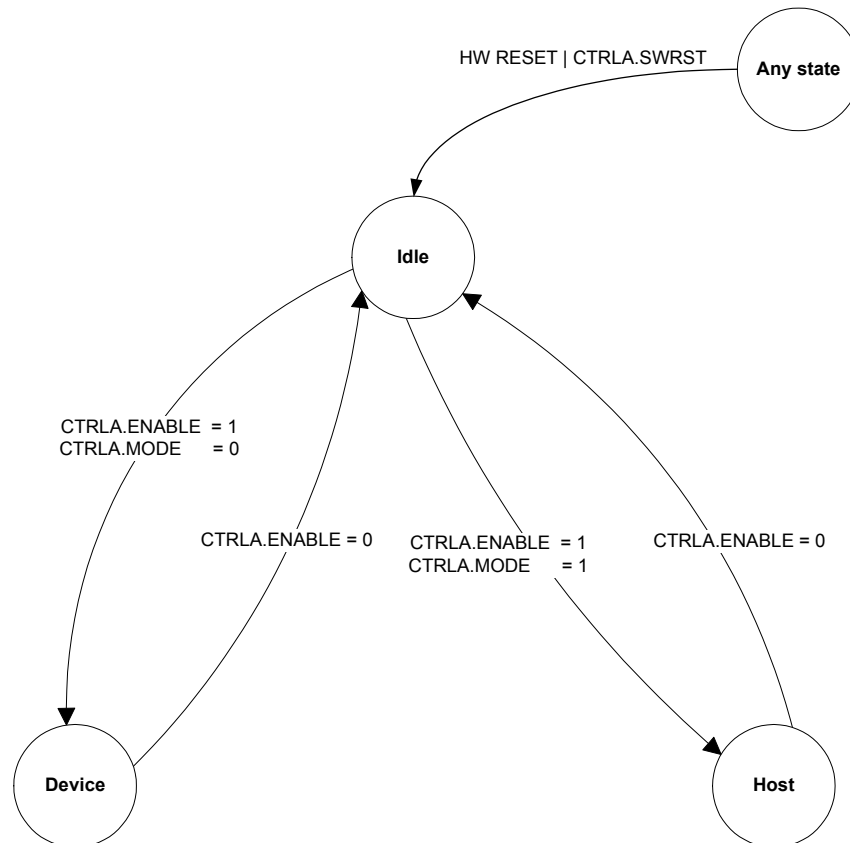 HW RESET | CTRLA.SWRST
Any state
Idle
CTRLA.ENABLE = 1
CTRLA.MODE = 0
CTRLA.ENABLE = 0
CTRLA.ENABLE = 1
CTRLA.MODE = 1
CTRLA.ENABLE = 0
Device
Host